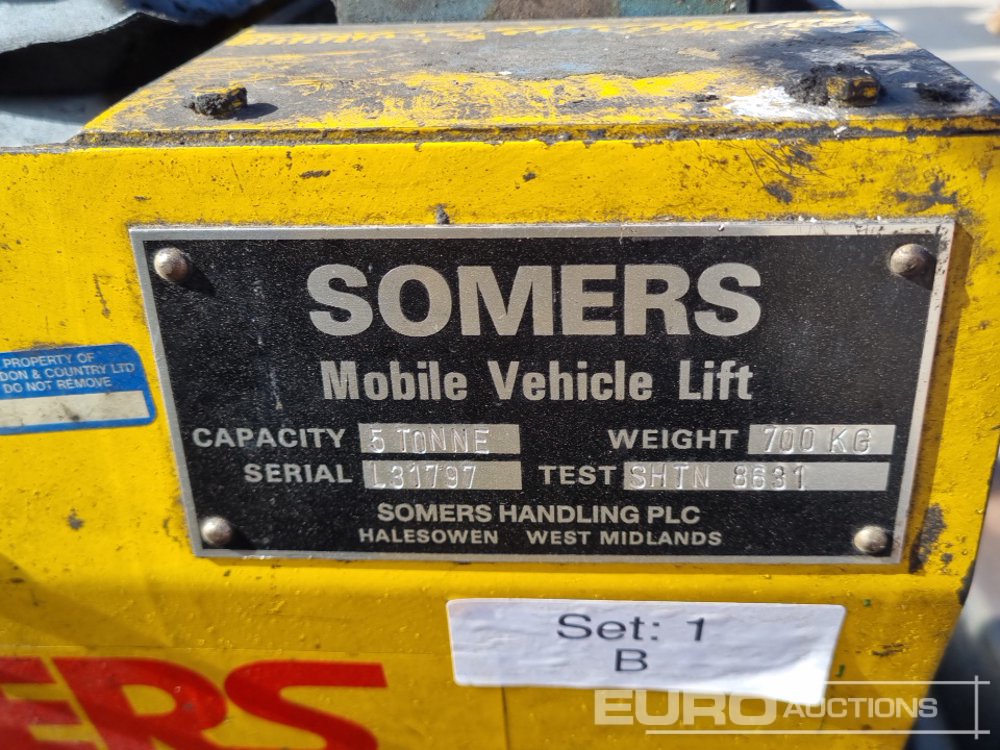 SOMERS
Mobile Vehicle Lift
CAPACITY 5 TONNE WEIGHT 700 KG
SERIAL L31797 TEST SHTN 8631
SOMERS HANDLING PLC
HALESOWEN WEST MIDLANDS
PROPERTY OF
DON & COUNTRY LTD
DO NOT REMOVE
Set: 1
B
ERS
EURO AUCTIONS